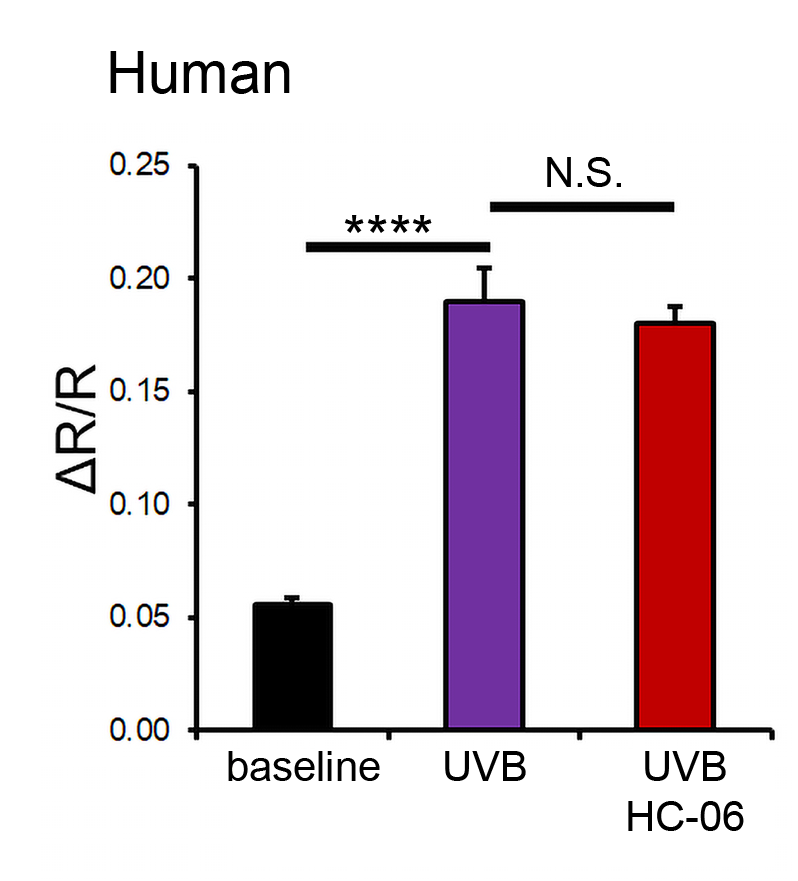 Human
N.S.
****
0.25
0.20
0.15
0.10
0.05
0.00
ΔR/R
baseline
UVB
UVB
HC-06